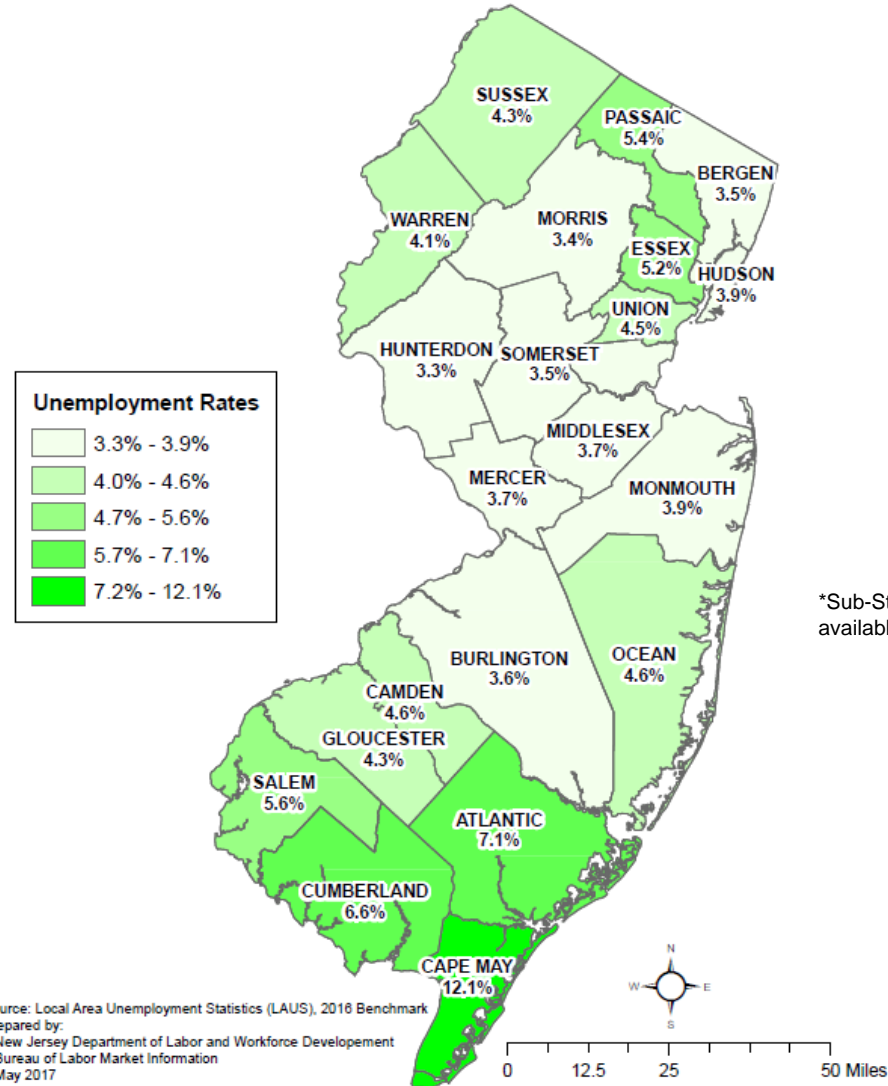 SUSSEX
4.3%
PASSAIC
5.4%
BERGEN
3.5%
WARREN
4.1%
MORRIS
3.4%
ESSEX
5.2%
HUDSON
3.9%
UNION
4.5%
HUNTERDON
3.3%
SOMERSET
3.5%
Unemployment Rates
3.3% - 3.9%
4.0% - 4.6%
4.7% - 5.6%
5.7% - 7.1%
7.2% - 12.1%
MIDDLESEX
3.7%
MERCER
3.7%
MONMOUTH
3.9%
*Sub-St
availabl
BURLINGTON
3.6%
OCEAN
4.6%
CAMDEN
4.6%
GLOUCESTER
4.3%
SALEM
5.6%
ATLANTIC
7.1%
CUMBERLAND
6.6%
CAPE MAY
12.1%
N
W E
S
urce: Local Area Unemployment Statistics (LAUS), 2016 Benchmark
epared by:
New Jersey Department of Labor and Workforce Developement
Bureau of Labor Market Information
May 2017
0 12.5 25 50 Miles